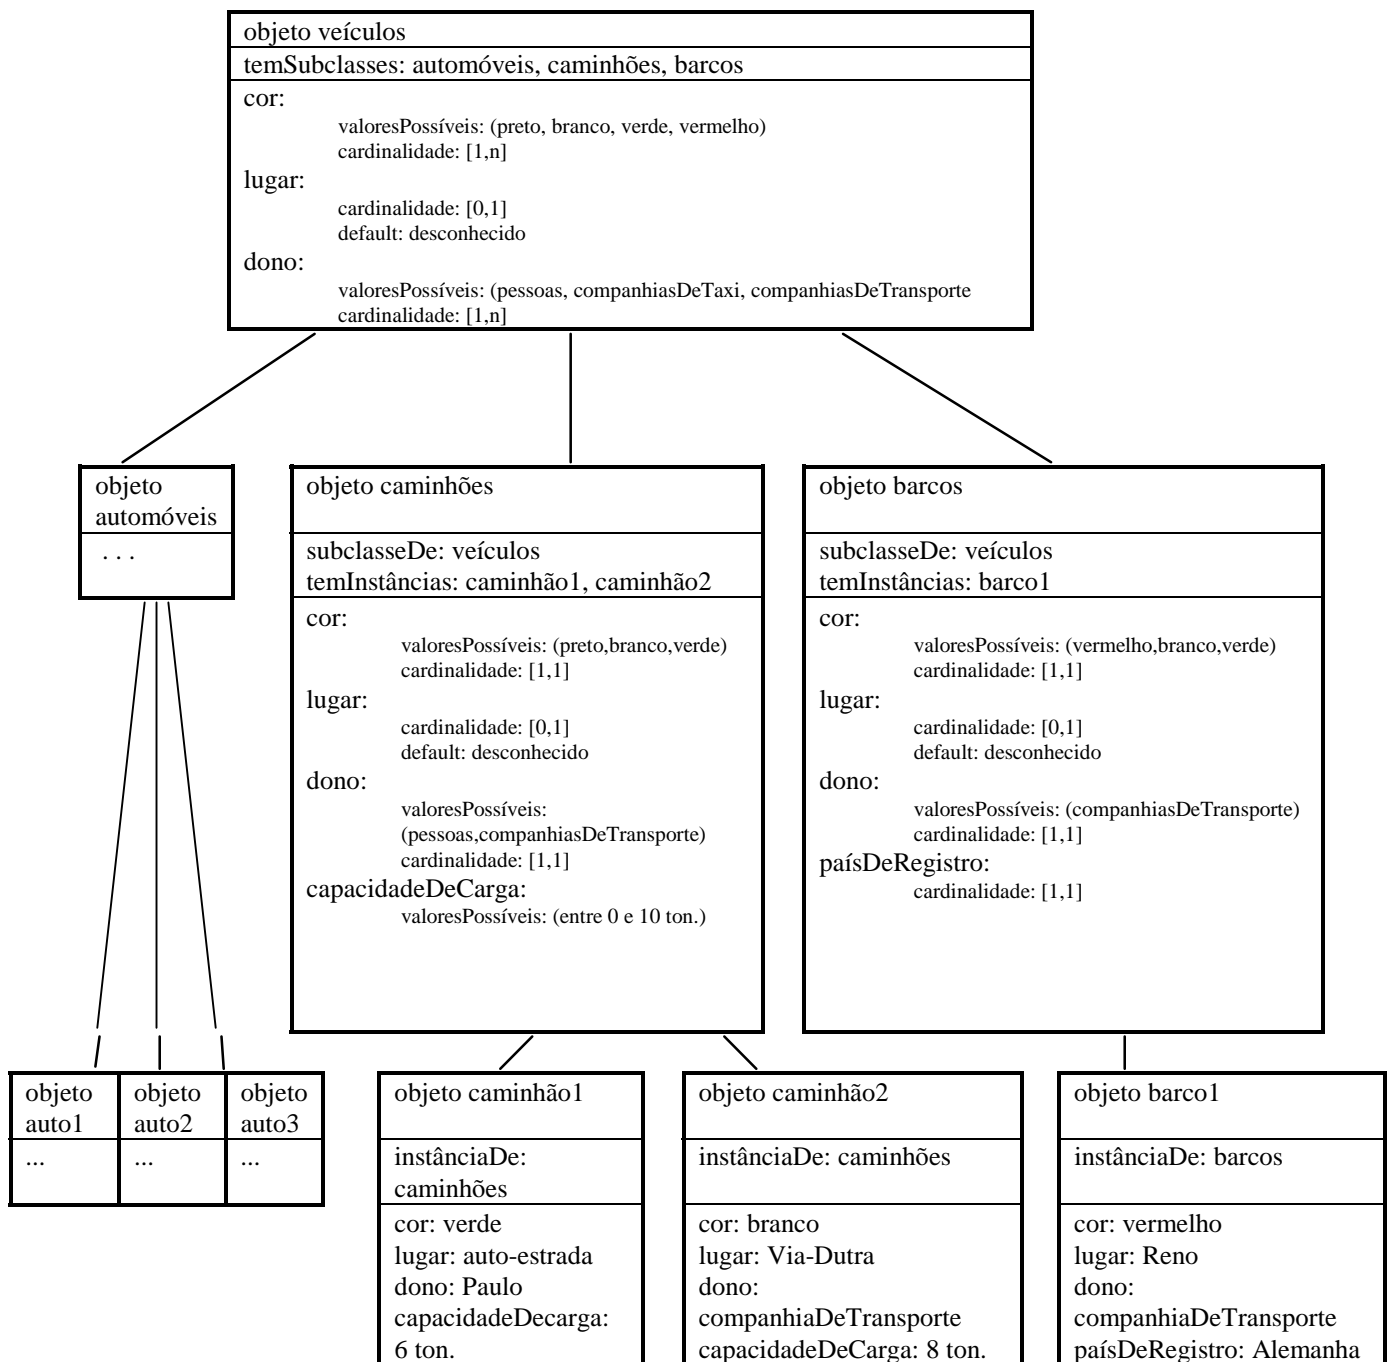 objeto veículos
temSubclasses: automóveis, caminhões, barcos
cor:
valoresPossíveis: (preto, branco, verde, vermelho)
cardinalidade: [1,n]
lugar:
cardinalidade: [0,1]
default: desconhecido
dono:
valoresPossíveis: (pessoas, companhiasDeTaxi, companhiasDeTransporte
cardinalidade: [1,n]
objeto
automóveis
. . .
objeto caminhões
subclasseDe: veículos
temInstâncias: caminhão1, caminhão2
cor:
valoresPossíveis: (preto,branco,verde)
cardinalidade: [1,1]
lugar:
cardinalidade: [0,1]
default: desconhecido
dono:
valoresPossíveis:
(pessoas,companhiasDeTransporte)
cardinalidade: [1,1]
capacidadeDeCarga:
valoresPossíveis: (entre 0 e 10 ton.)
objeto barcos
subclasseDe: veículos
temInstâncias: barco1
cor:
valoresPossíveis: (vermelho,branco,verde)
cardinalidade: [1,1]
lugar:
cardinalidade: [0,1]
default: desconhecido
dono:
valoresPossíveis: (companhiasDeTransporte)
cardinalidade: [1,1]
paísDeRegistro:
cardinalidade: [1,1]
objeto
auto1
...
objeto
auto2
...
objeto
auto3
...
objeto caminhão1
instânciaDe:
caminhões
cor: verde
lugar: auto-estrada
dono: Paulo
capacidadeDecarga:
6 ton.
objeto caminhão2
instânciaDe: caminhões
cor: branco
lugar: Via-Dutra
dono:
companhiaDeTransporte
capacidadeDeCarga: 8 ton.
objeto barco1
instânciaDe: barcos
cor: vermelho
lugar: Reno
dono:
companhiaDeTransporte
paísDeRegistro: Alemanha